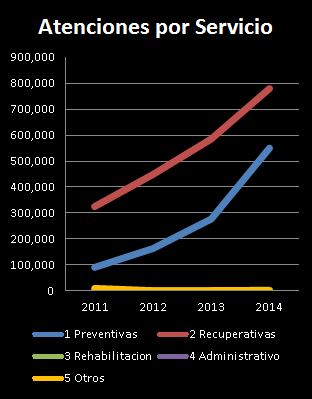 Atenciones por Servicio
900,000
800,000
700,000
600,000
500,000
400,000
300,000
200,000
100,000
0
2011 2012 2013 2014
1 Preventivas 2 Recuperativas
3 Rehabilitacion 4 Administrativo
5 Otros